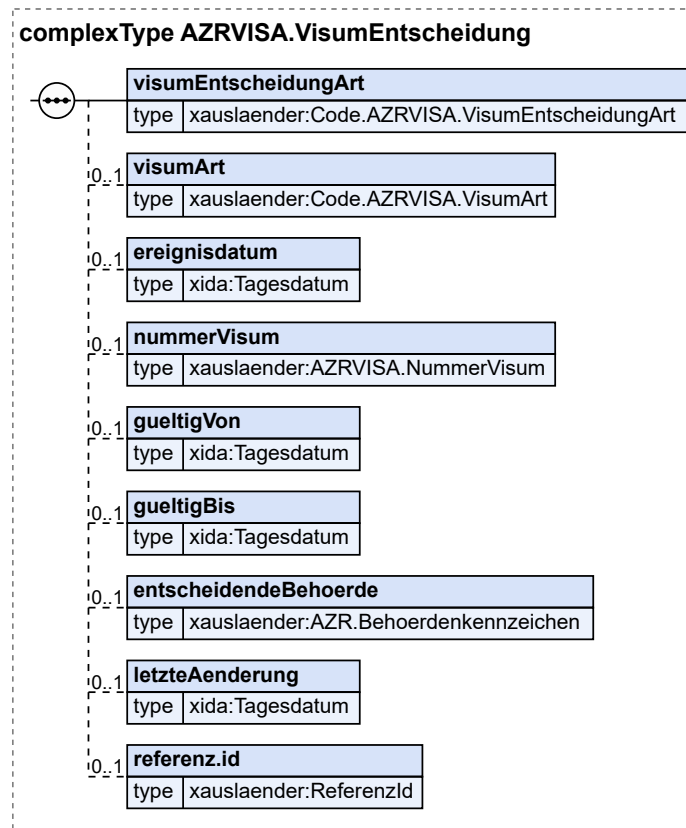 complexType AZRVISA.VisumEntscheidung
visumEntscheidungArt
type xauslaender:Code.AZRVISA.VisumEntscheidungArt
0..1 visumArt
type xauslaender:Code.AZRVISA.VisumArt
0..1 ereignisdatum
type xida:Tagesdatum
0..1 nummerVisum
type xauslaender:AZRVISA.NummerVisum
0..1 gueltigVon
type xida:Tagesdatum
0..1 gueltigBis
type xida:Tagesdatum
0..1 entscheidendeBehoerde
type xauslaender:AZR.Behoerdenkennzeichen
0..1 letzteAenderung
type xida:Tagesdatum
0..1 referenz.id
type xauslaender:ReferenzId